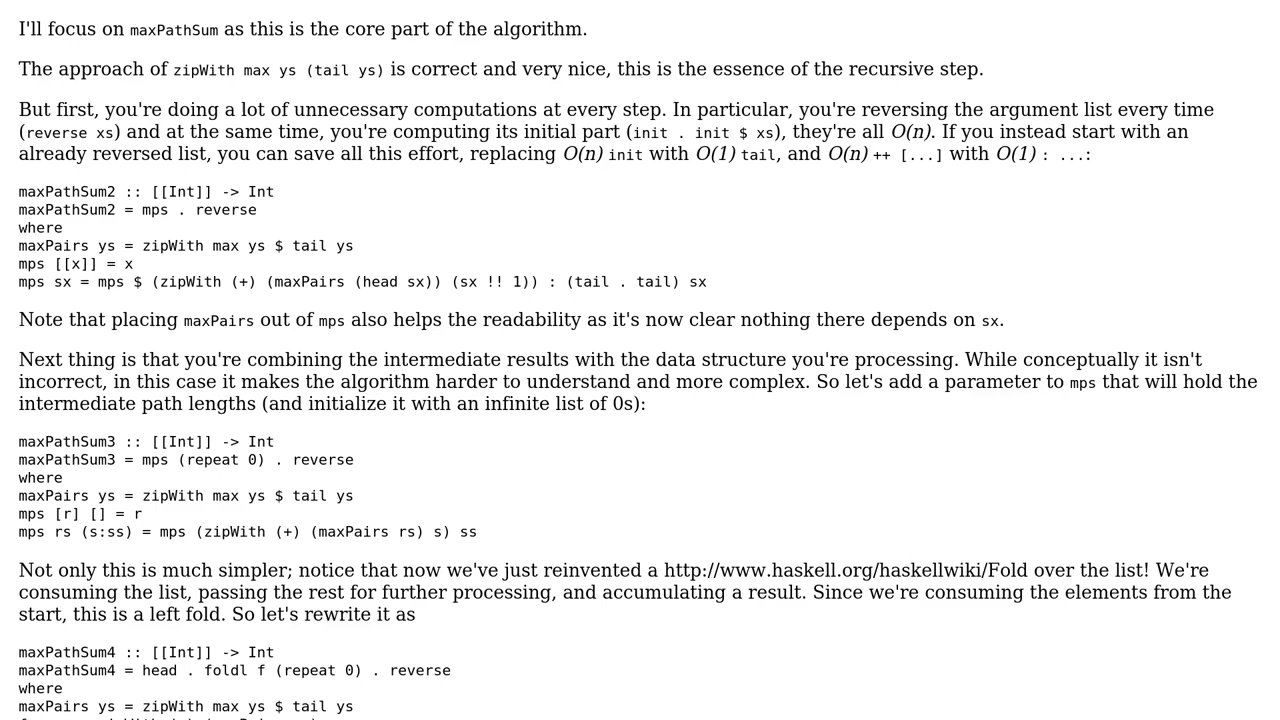 I'll focus on maxPathSum as this is the core part of the algorithm.
The approach of zipWith max ys (tail ys) is correct and very nice, this is the essence of the recursive step.
But first, you're doing a lot of unnecessary computations at every step. In particular, you're reversing the argument list every time
(reverse xs) and at the same time, you're computing its initial part (init . init $ xs), they're all O(n). If you instead start with an
already reversed list, you can save all this effort, replacing O(n) init with O(1) tail, and O(n) ++ [...] with O(1) : ...:
maxPathSum2 :: [[Int]] -> Int
maxPathSum2 = mps . reverse
where
maxPairs ys = zipWith max ys $ tail ys
mps [[x]] = x
mps sx = mps $ (zipWith (+) (maxPairs (head sx)) (sx !! 1)) : (tail . tail) sx
Note that placing maxPairs out of mps also helps the readability as it's now clear nothing there depends on sx.
Next thing is that you're combining the intermediate results with the data structure you're processing. While conceptually it isn't
incorrect, in this case it makes the algorithm harder to understand and more complex. So let's add a parameter to mps that will hold the
intermediate path lengths (and initialize it with an infinite list of 0s):
maxPathSum3 :: [[Int]] -> Int
maxPathSum3 = mps (repeat 0) . reverse
where
maxPairs ys = zipWith max ys $ tail ys
mps [r] [] = r
mps rs (s:ss) = mps (zipWith (+) (maxPairs rs) s) ss
Not only this is much simpler; notice that now we've just reinvented a http://www.haskell.org/haskellwiki/Fold over the list! We're
consuming the list, passing the rest for further processing, and accumulating a result. Since we're consuming the elements from the
start, this is a left fold. So let's rewrite it as
maxPathSum4 :: [[Int]] -> Int
maxPathSum4 = head . foldl f (repeat 0) . reverse
where
maxPairs ys = zipWith max ys $ tail ys